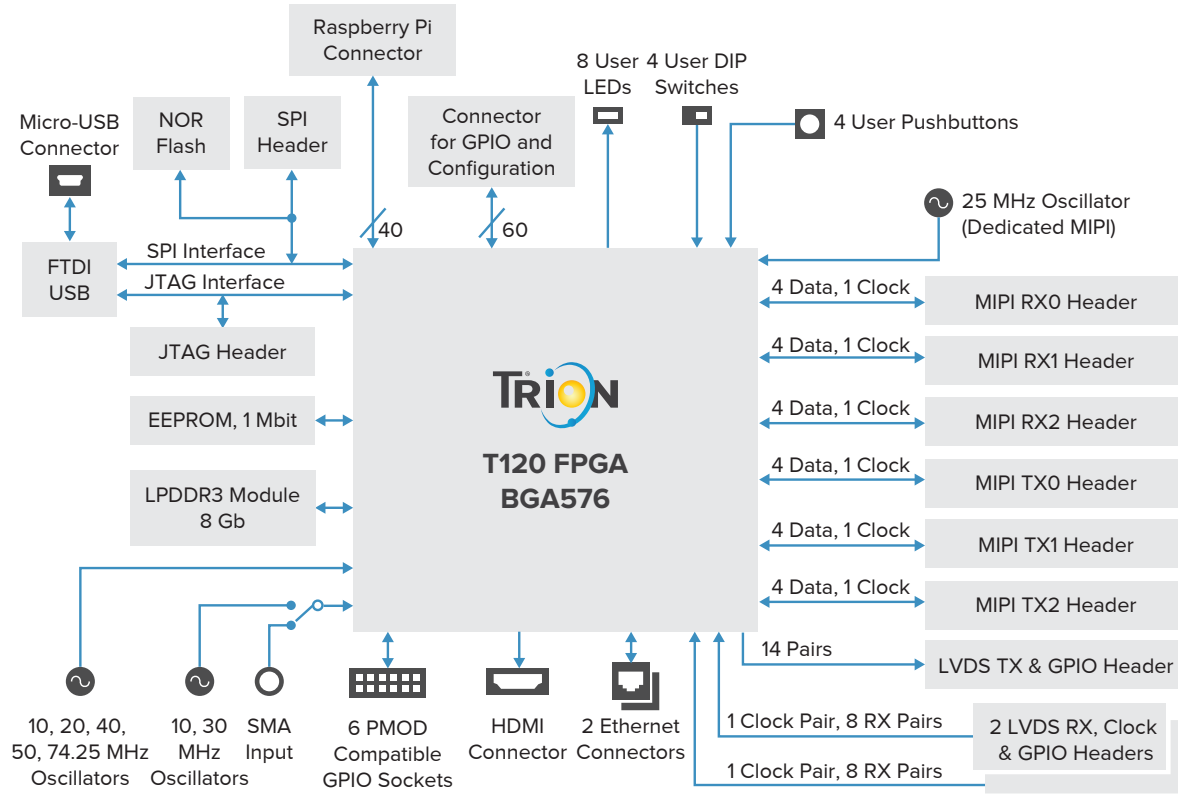 Raspberry Pi
Connector
8 User
LEDs
4 User DIP
Switches
Micro-USB
Connector
NOR
Flash
SPI
Header
Connector
for GPIO and
Configuration
4 User Pushbuttons
25 MHz Oscillator
(Dedicated MIPI)
40
60
FTDI
USB
SPI Interface
JTAG Interface
JTAG Header
EEPROM, 1 Mbit
LPDDR3 Module
8 Gb
TRION®
T120 FPGA
BGA576
4 Data, 1 Clock
MIPI RX0 Header
4 Data, 1 Clock
MIPI RX1 Header
4 Data, 1 Clock
MIPI RX2 Header
4 Data, 1 Clock
MIPI TX0 Header
4 Data, 1 Clock
MIPI TX1 Header
4 Data, 1 Clock
MIPI TX2 Header
14 Pairs
LVDS TX & GPIO Header
1 Clock Pair, 8 RX Pairs
2 LVDS RX, Clock
& GPIO Headers
1 Clock Pair, 8 RX Pairs
10, 20, 40,
50, 74.25 MHz
Oscillators
10, 30
MHz
Oscillators
SMA
Input
6 PMOD
Compatible
GPIO Sockets
HDMI
Connector
2 Ethernet
Connectors